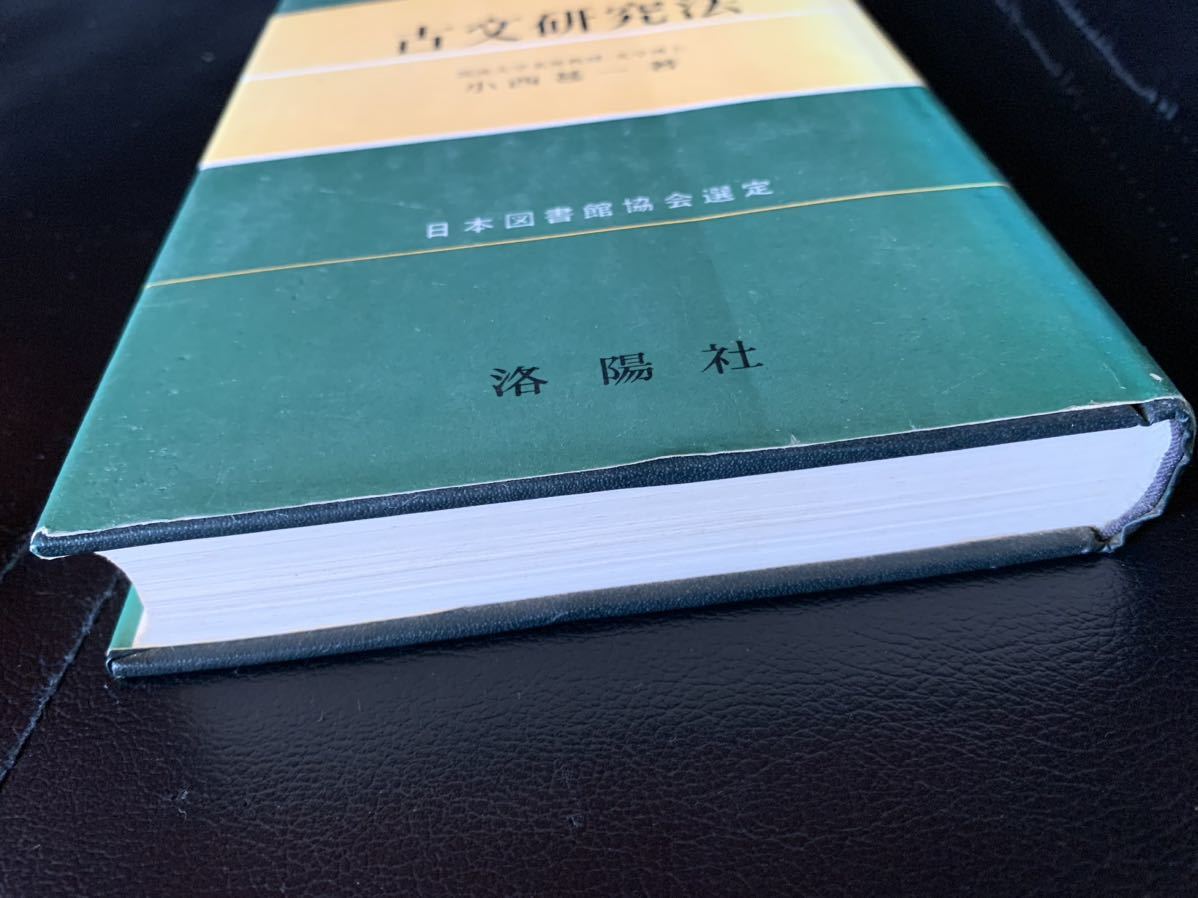 古文研究法
小西甚一著
日本図書館協会選定
洛陽社